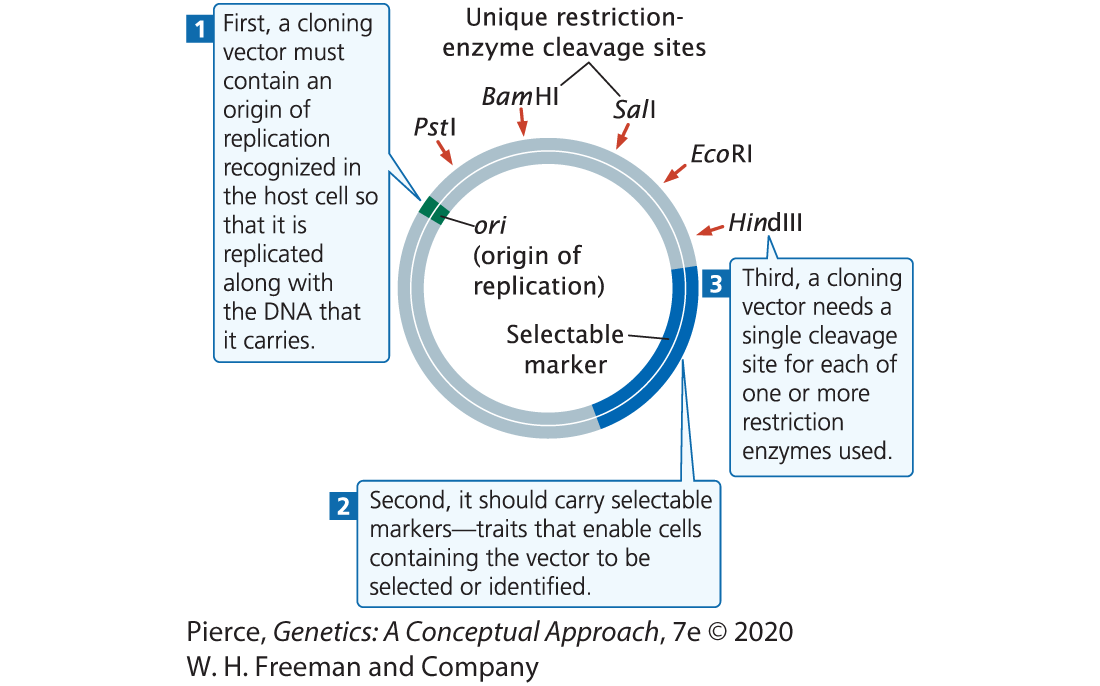 Unique restriction-
enzyme cleavage sites
1
First, a cloning
vector must
contain an
origin of
replication
recognized in
the host cell so
that it is
replicated
along with
the DNA that
it carries.
PstI
BamHI
SalI
EcoRI
HindIII
ori
(origin of
replication)
Selectable
marker
3
Third, a cloning
vector needs a
single cleavage
site for each of
one or more
restriction
enzymes used.
2
Second, it should carry selectable
markers—traits that enable cells
containing the vector to be
selected or identified.
Pierce, Genetics: A Conceptual Approach, 7e © 2020
W. H. Freeman and Company